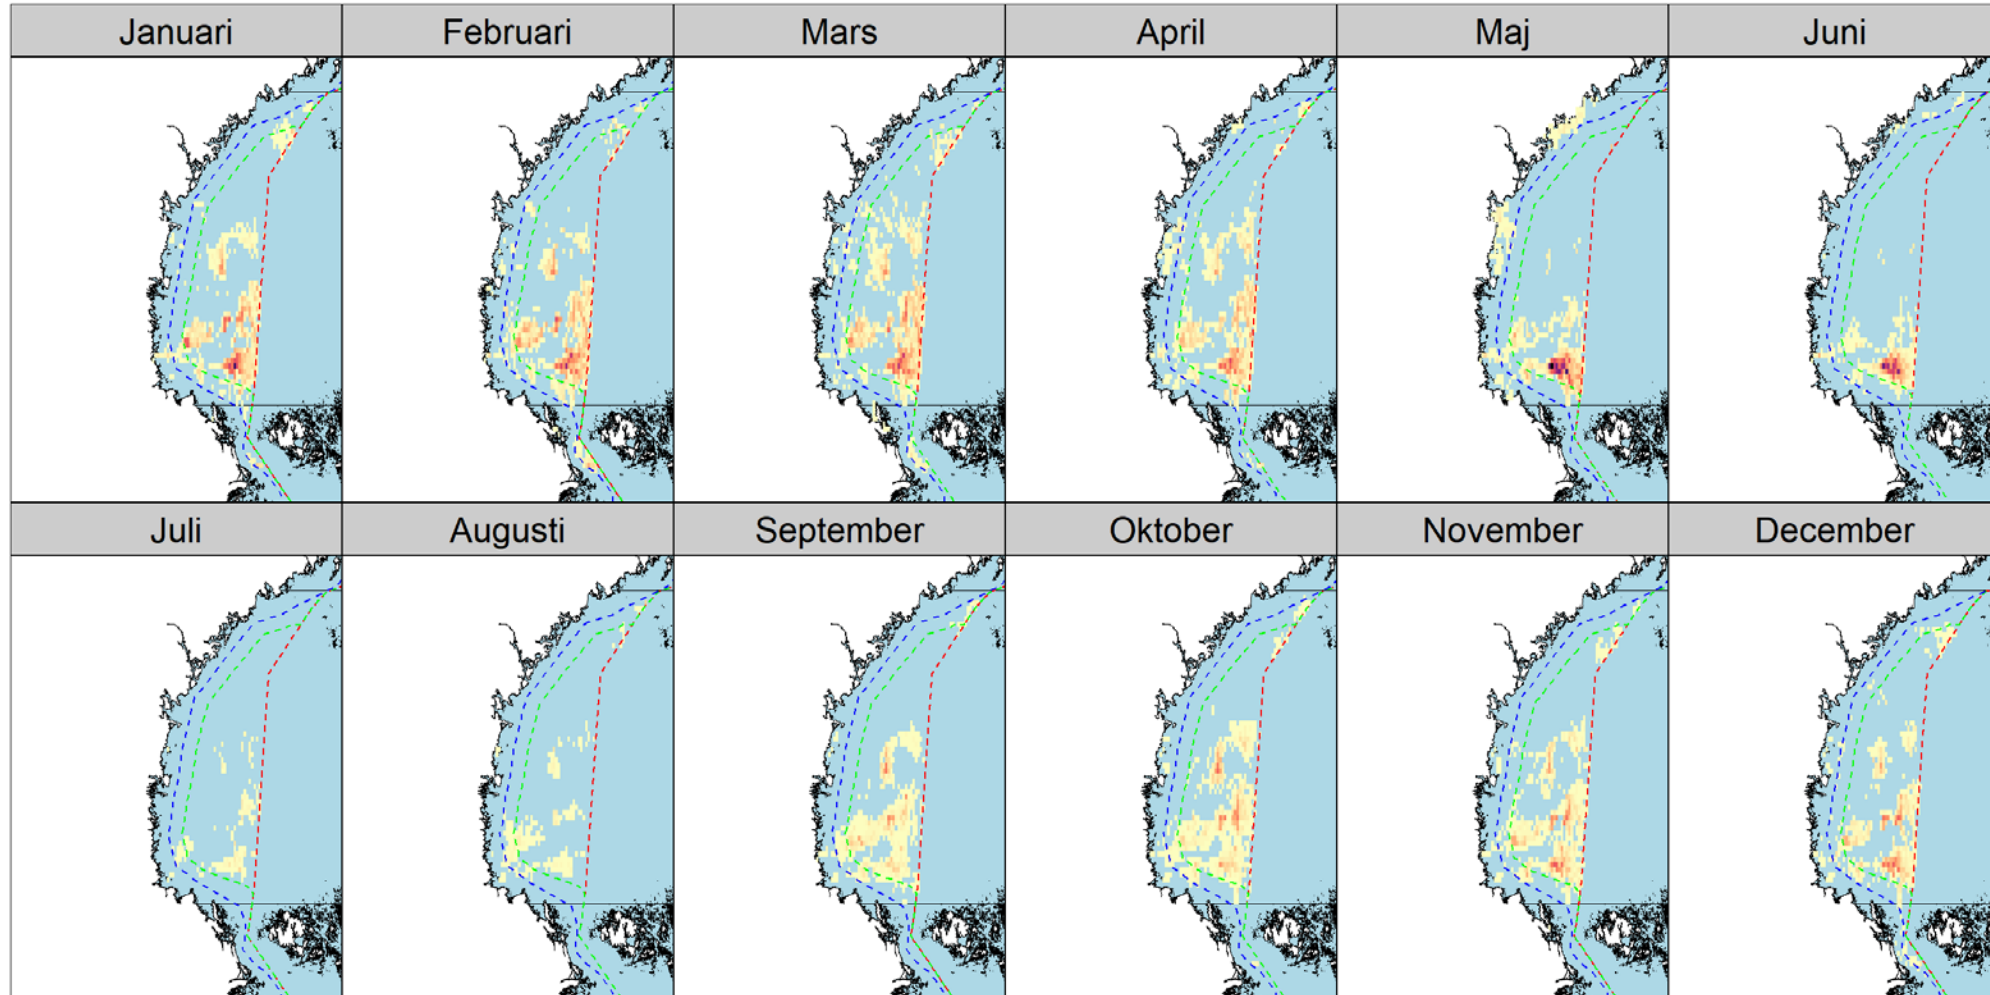 Januari
Februari
Mars
April
Maj
Juni
Juli
Augusti
September
Oktober
November
December